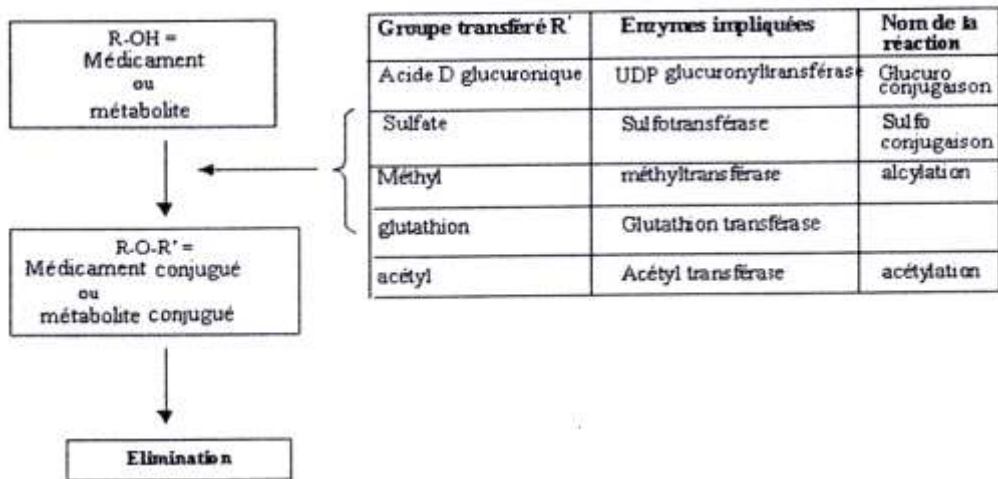 R-OH =
Médicament
ou
métabolite
R-O-R' =
Médicament conjugué
ou
métabolite conjugué
Elimination
Groupe transféré R' Enzymes impliquées Nom de la réaction
Acide D glucuronique UDP glucuronyltransférase Glucuro conjugaison
Sulfate Sulfotransférase Sulfo conjugaison
Méthyl méthyltransférase alcylation
glutathion Glutathion transférase
acétyl Acétyl transférase acétylation